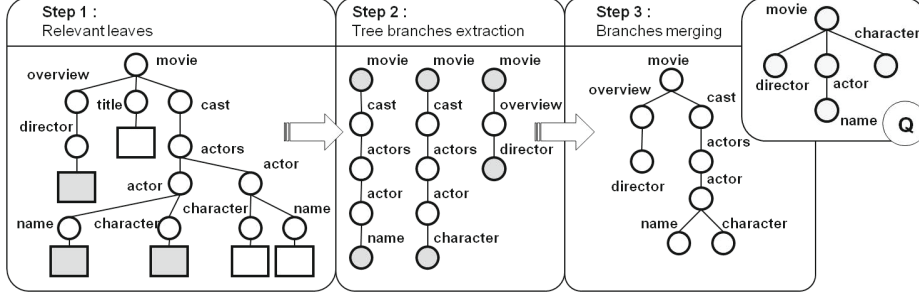 Step 1 :
Relevant leaves
movie
overview
title
cast
director
actors
actor
actor
name
character
character
name
Step 2 :
Tree branches extraction
movie
movie
movie
cast
cast
overview
actors
actors
director
actor
actor
name
character
Step 3 :
Branches merging
movie
overview
cast
actors
director
actor
name
character
movie
character
director
actor
name
Q